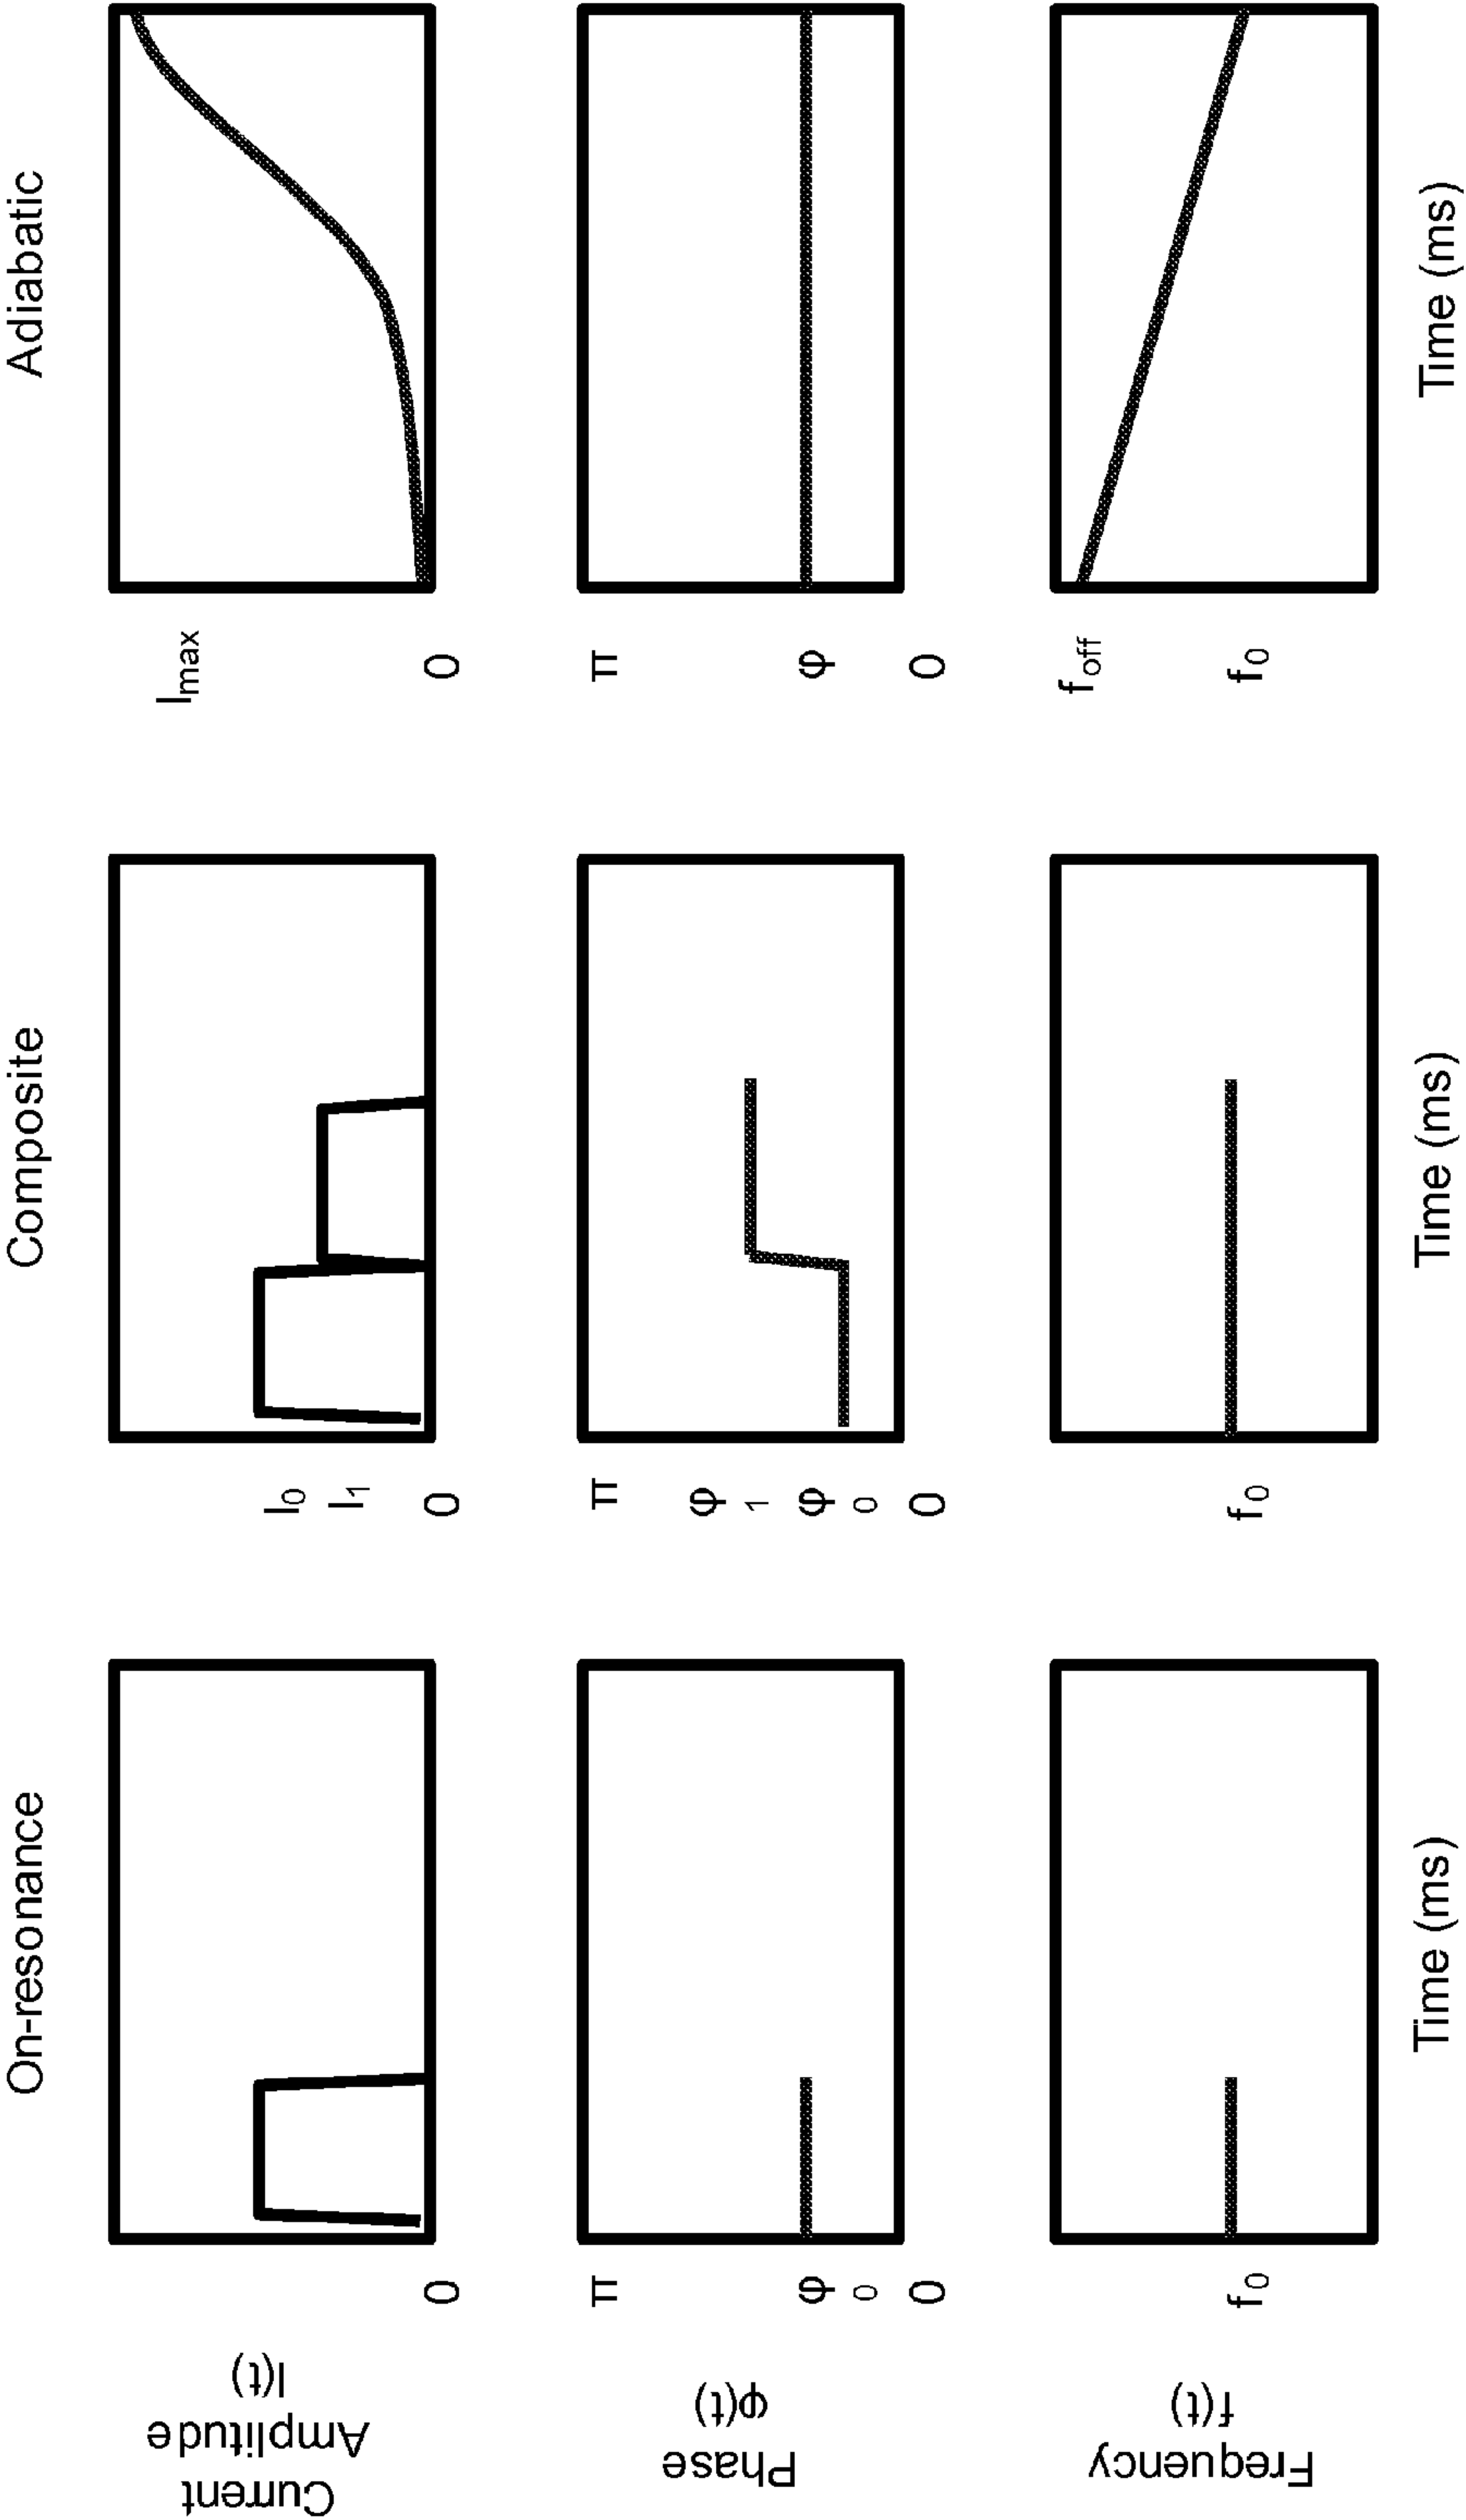 On-resonance
Composite
Adiabatic
Current
Amplitude
I(t)
0
I₀
I₁
0
Imax
0
Phase
φ(t)
π
φ₀
0
π
φ₁
φ₀
0
π
φ
0
Frequency
f(t)
f₀
f₀
foff
f₀
Time (ms)
Time (ms)
Time (ms)